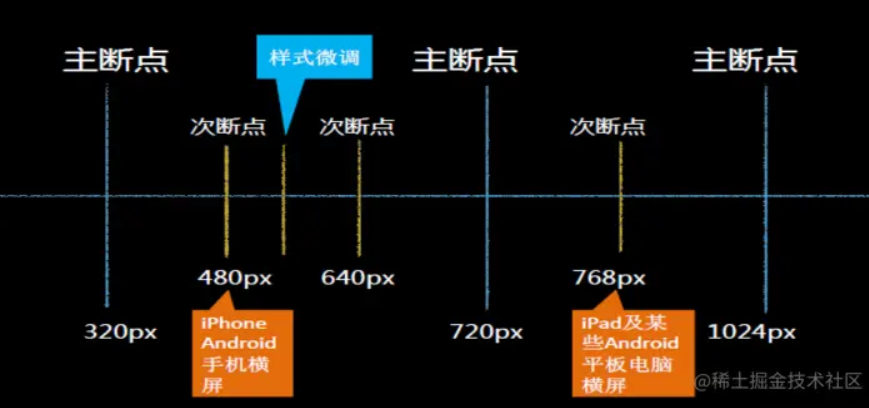 主断点
样式微调
主断点
主断点
次断点
次断点
次断点
480px
640px
768px
320px
720px
1024px
iPhone
Android
手机横
屏
iPad及某
些Android
平板电脑
横屏
@稀土掘金技术社区